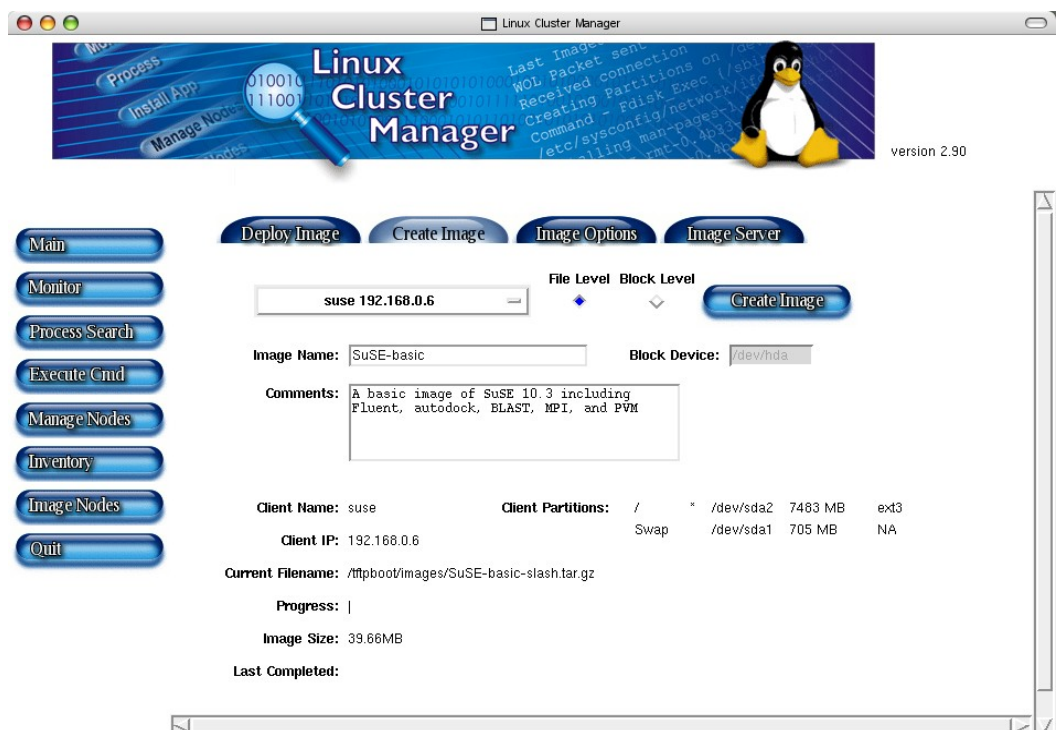 Linux Cluster Manager
Process
Install App
Manage Nodes
Nodes
Linux
Cluster
Manager
Last Image sent
WOL Packet
Received connection on
Creating Partitions
Command Fdisk Exec
/etc/sysconfig/network
man-pages
version 2.90
Deploy Image Create Image Image Options Image Server
Main
Monitor
Process Search
Execute Cmd
Manage Nodes
Inventory
Image Nodes
Quit
File Level Block Level
suse 192.168.0.6 Create Image
Image Name: SuSE-basic Block Device: /dev/hda
Comments: A basic image of SuSE 10.3 including
Fluent, autodock, BLAST, MPI, and PVM
Client Name: suse Client Partitions: / * /dev/sda2 7483 MB ext3
Swap /dev/sda1 705 MB NA
Client IP: 192.168.0.6
Current Filename: /tftpboot/images/SuSE-basic-slash.tar.gz
Progress: |
Image Size: 39.66MB
Last Completed: